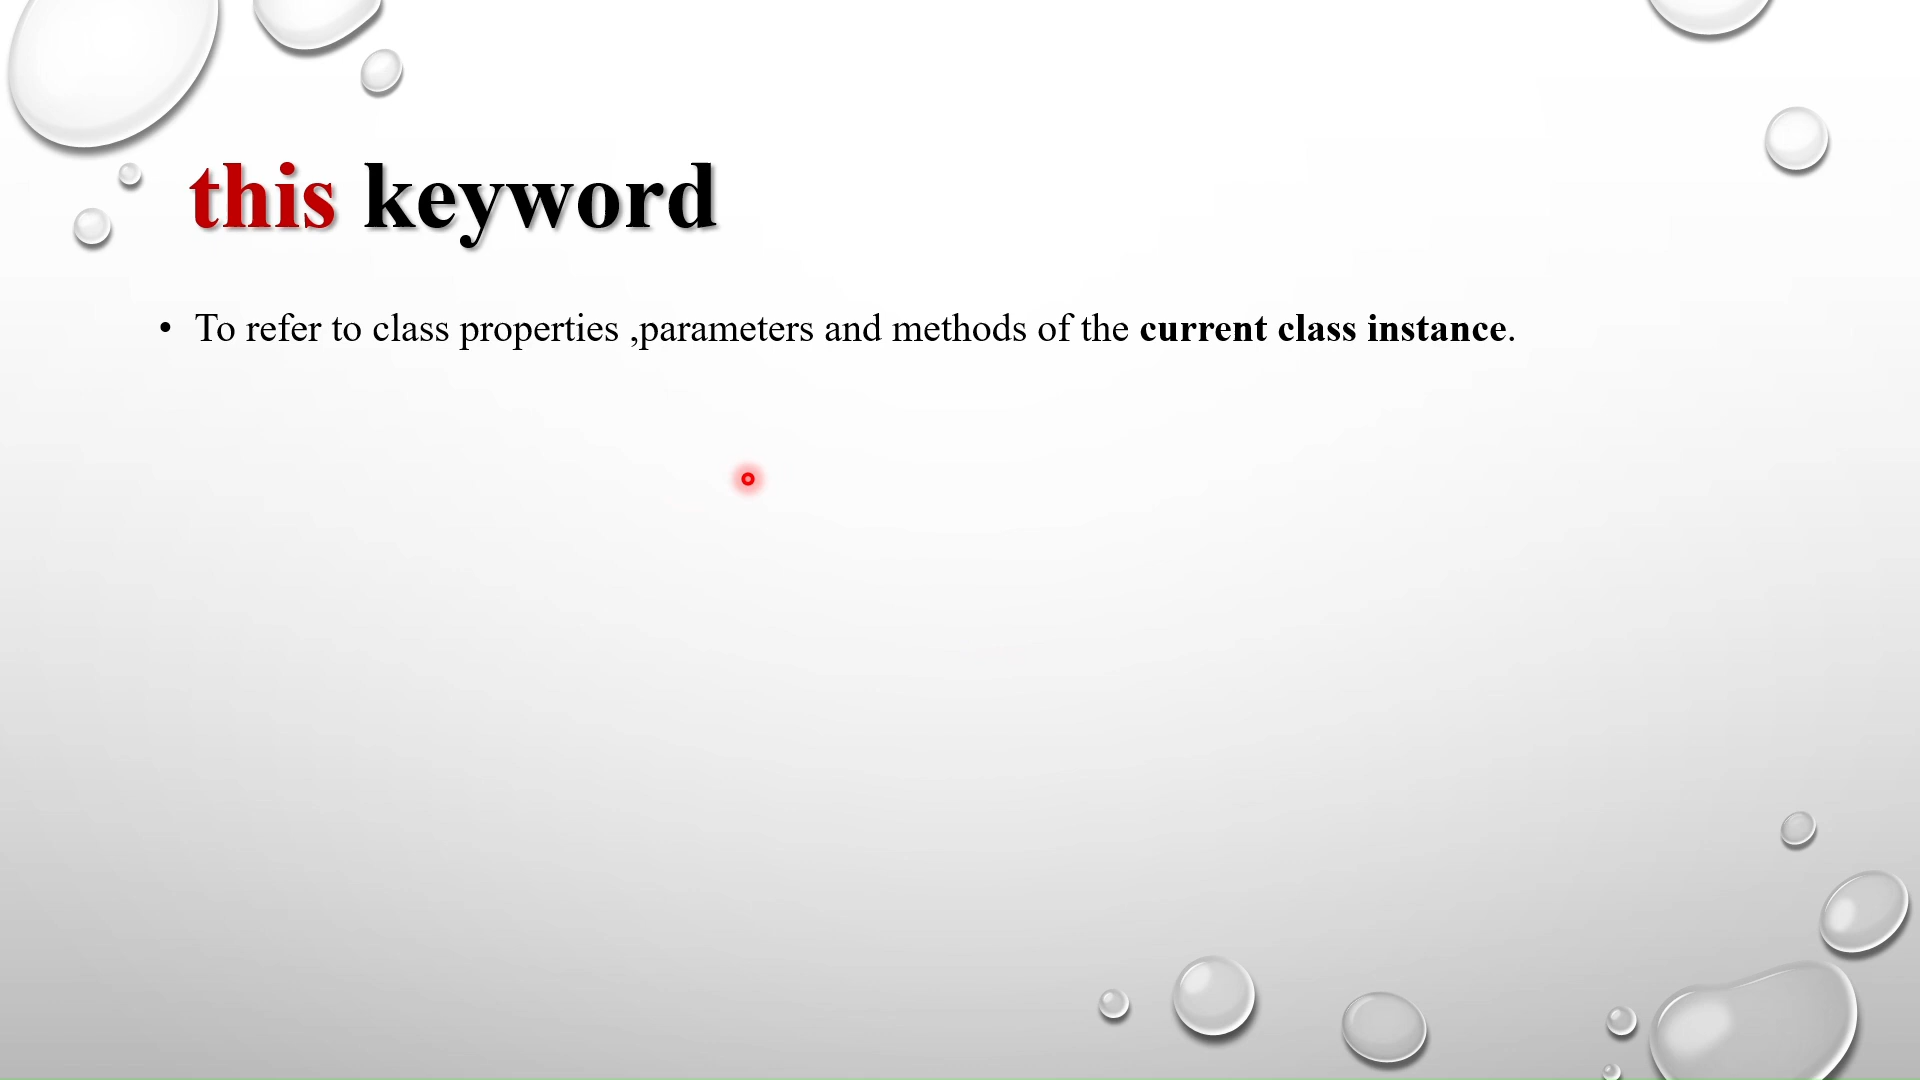 this keyword
• To refer to class properties ,parameters and methods of the current class instance.